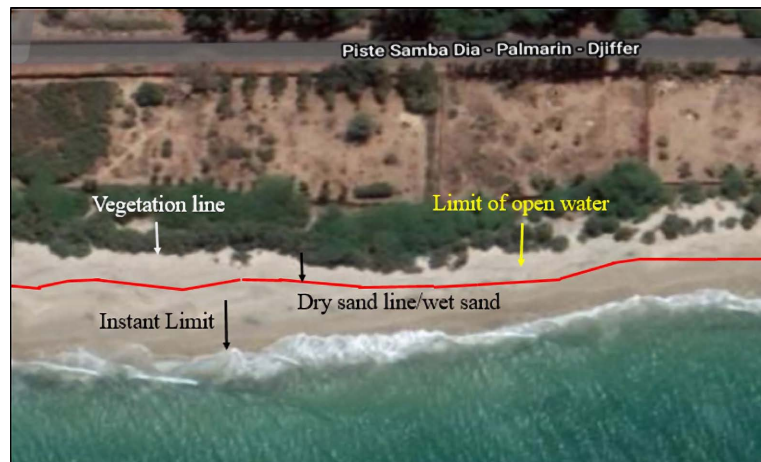 Piste Samba Dia - Palmarin - Djiffer
Vegetation line
Limit of open water
Dry sand line/wet sand
Instant Limit